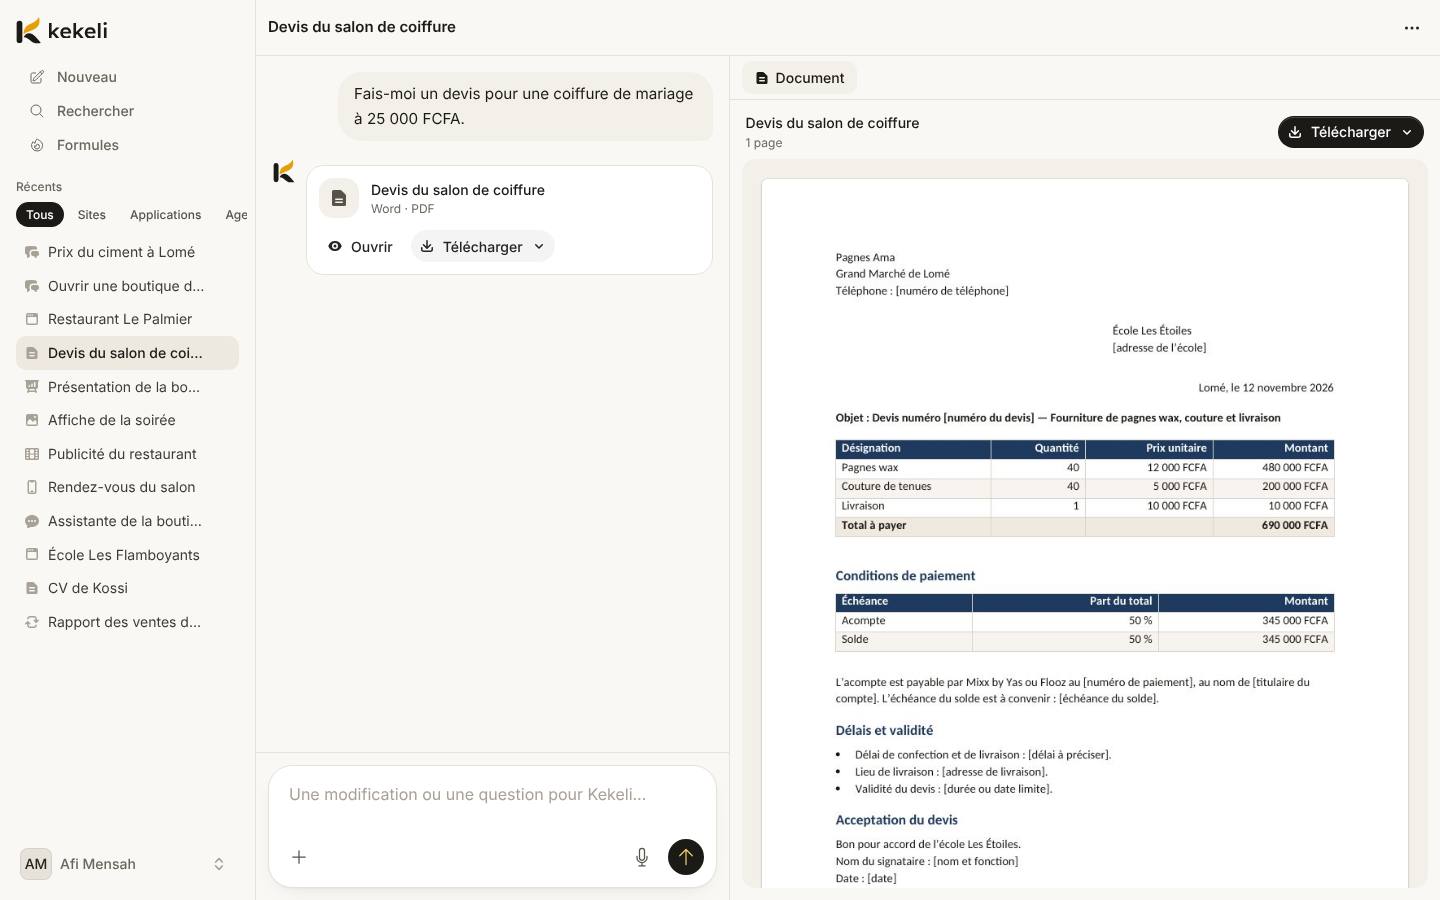 kekeli
Nouveau
Rechercher
Formules
Récents
Tous Sites Applications Age
Prix du ciment à Lomé
Ouvrir une boutique d...
Restaurant Le Palmier
Devis du salon de coi...
Présentation de la bo...
Affiche de la soirée
Publicité du restaurant
Rendez-vous du salon
Assistante de la bouti...
École Les Flamboyants
CV de Kossi
Rapport des ventes d...
AM Afi Mensah
Devis du salon de coiffure
Fais-moi un devis pour une coiffure de mariage
à 25 000 FCFA.
Devis du salon de coiffure
Word · PDF
Ouvrir Télécharger
Une modification ou une question pour Kekeli...
Document
Devis du salon de coiffure
1 page
Télécharger
Pagnes Ama
Grand Marché de Lomé
Téléphone : [numéro de téléphone]
École Les Étoiles
[adresse de l'école]
Lomé, le 12 novembre 2026
Objet : Devis numéro [numéro du devis] — Fourniture de pagnes wax, couture et livraison
Désignation Quantité Prix unitaire Montant
Pagnes wax 40 12 000 FCFA 480 000 FCFA
Couture de tenues 40 5 000 FCFA 200 000 FCFA
Livraison 1 10 000 FCFA 10 000 FCFA
Total à payer 690 000 FCFA
Conditions de paiement
Échéance Part du total Montant
Acompte 50 % 345 000 FCFA
Solde 50 % 345 000 FCFA
L'acompte est payable par Mixx by Yas ou Flooz au [numéro de paiement], au nom de [titulaire du
compte]. L'échéance du solde est à convenir : [échéance du solde].
Délais et validité
• Délai de confection et de livraison : [délai à préciser].
• Lieu de livraison : [adresse de livraison].
• Validité du devis : [durée ou date limite].
Acceptation du devis
Bon pour accord de l'école Les Étoiles.
Nom du signataire : [nom et fonction]
Date : [date]